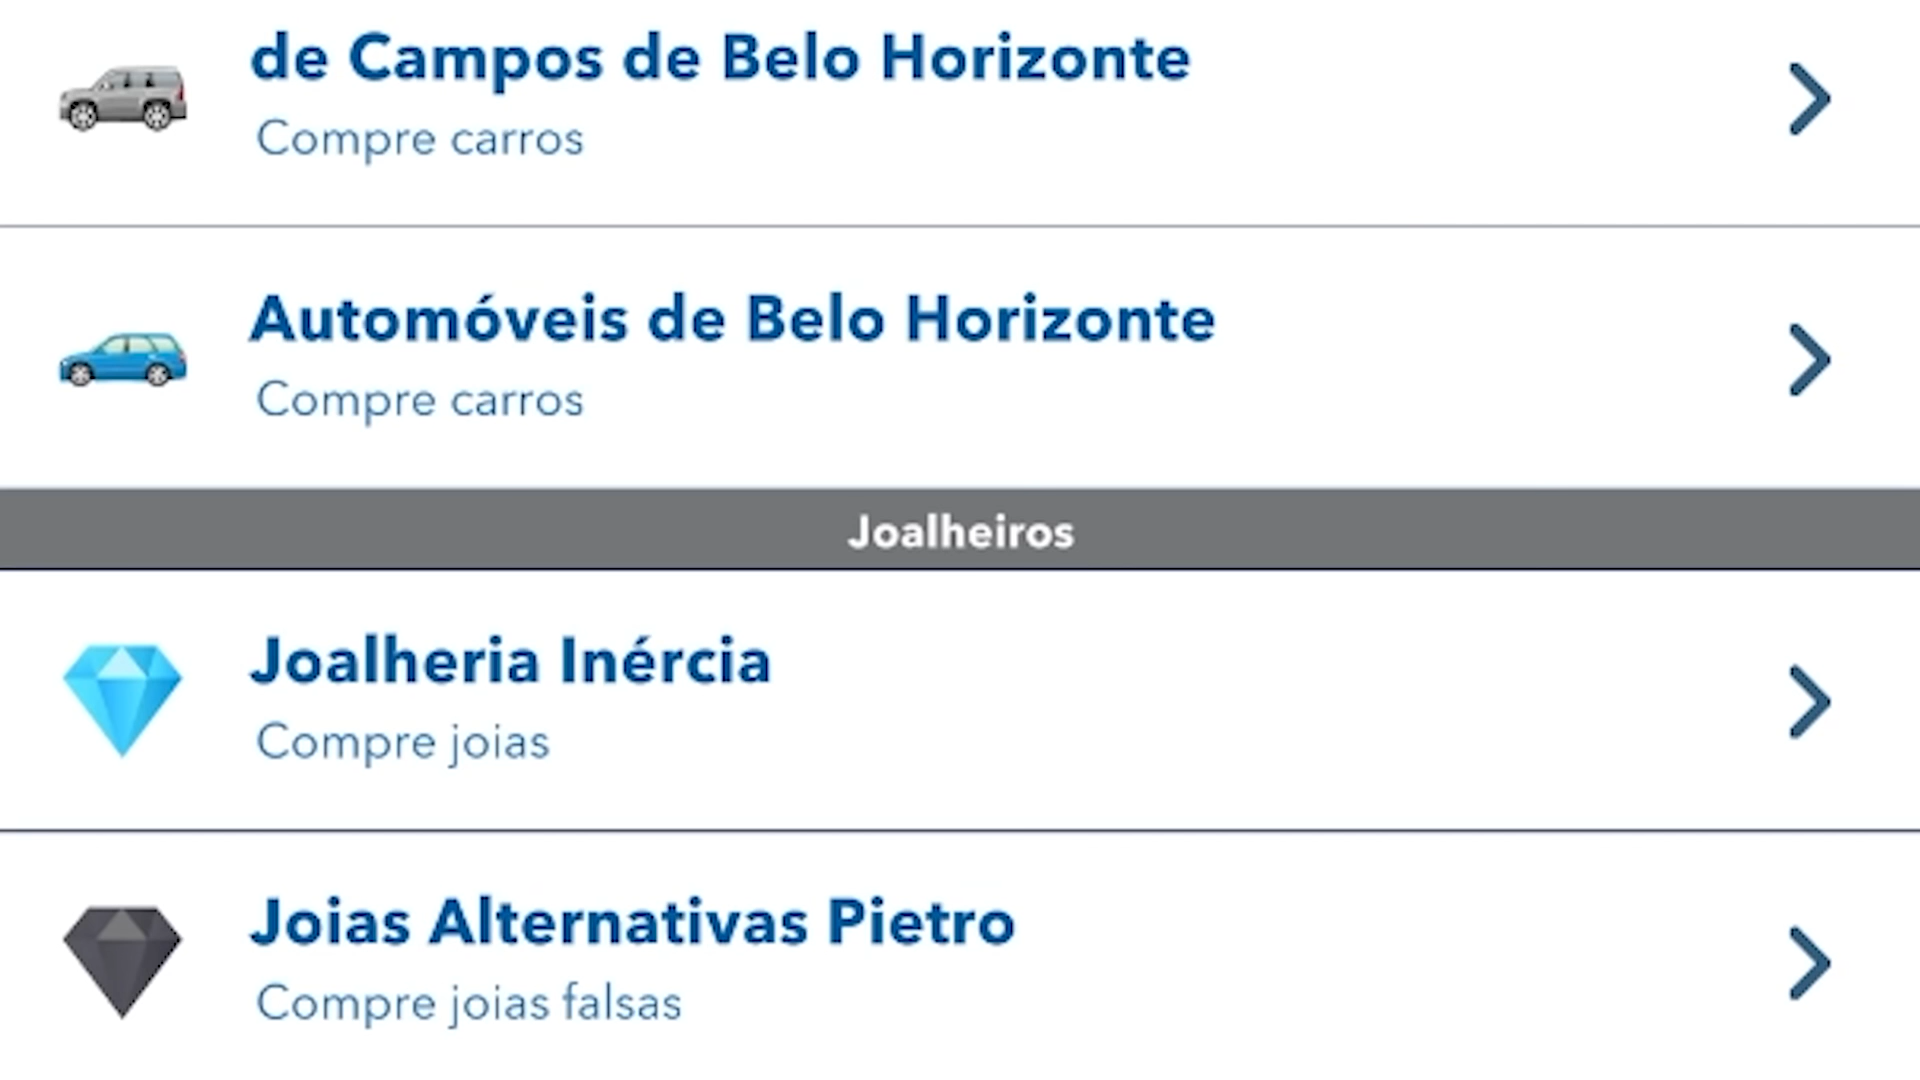 de Campos de Belo Horizonte
Compre carros
Automóveis de Belo Horizonte
Compre carros
Joalheiros
Joalheria Inércia
Compre joias
Joias Alternativas Pietro
Compre joias falsas